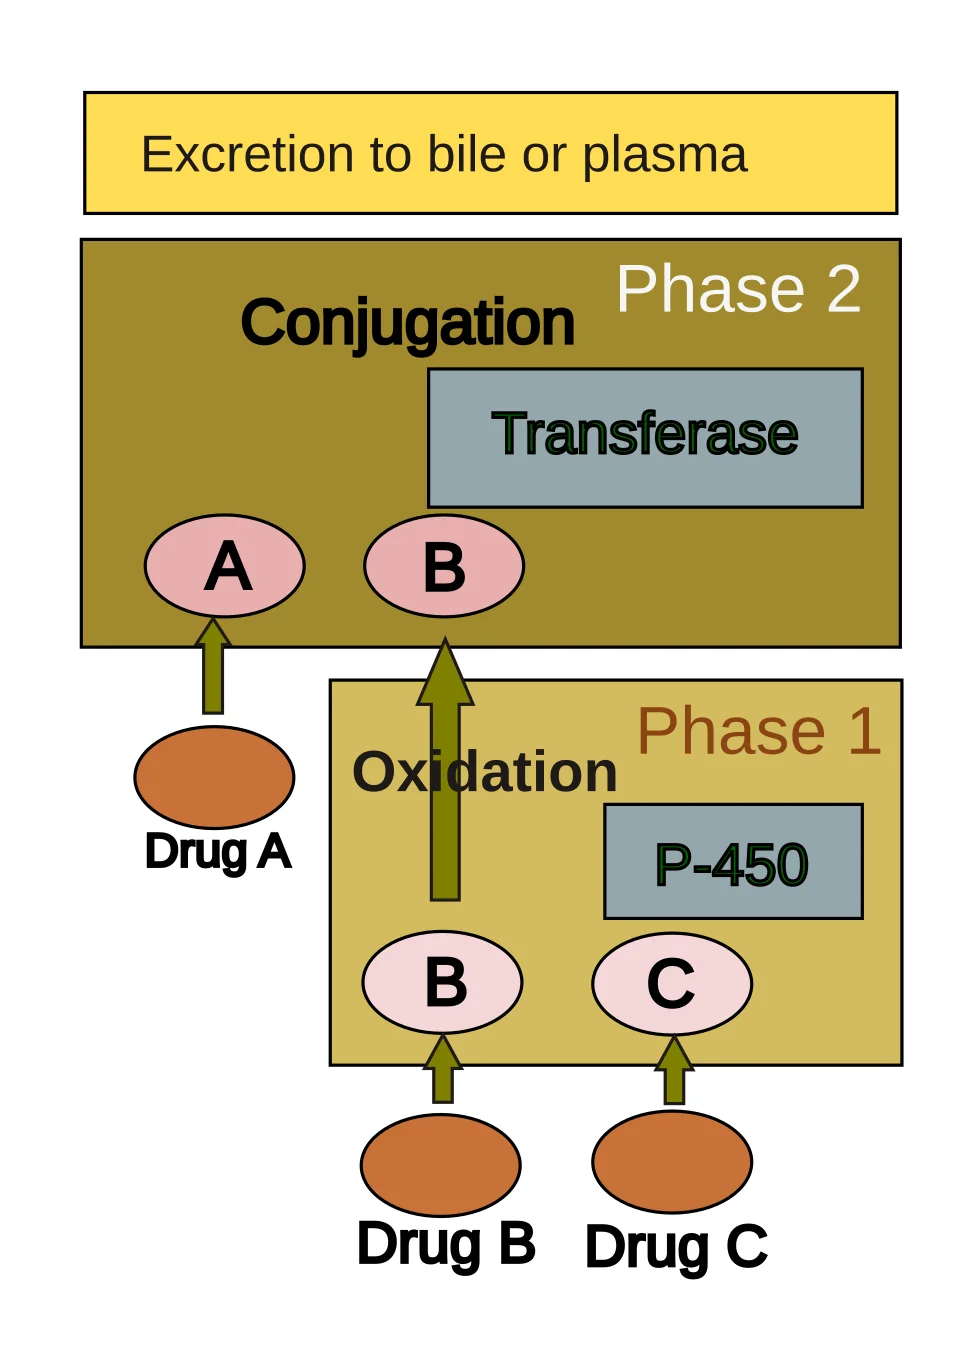 Excretion to bile or plasma
Phase 2
Conjugation
Transferase
A
B
Phase 1
Oxidation
P-450
Drug A
B
C
Drug B
Drug C